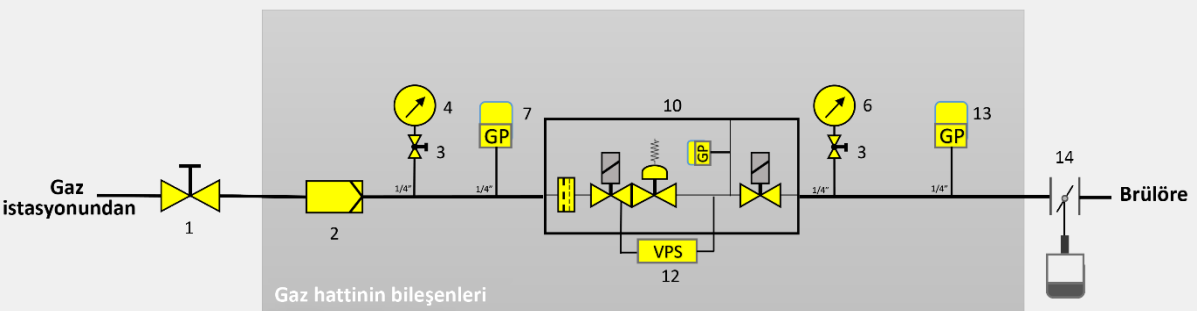 4
7
10
6
13
GP
GP
GP
3
3
14
1/4"
1/4"
1/4"
1/4"
Gaz
istasyonundan
Brülöre
1
2
VPS
12
Gaz hattinin bileşenleri